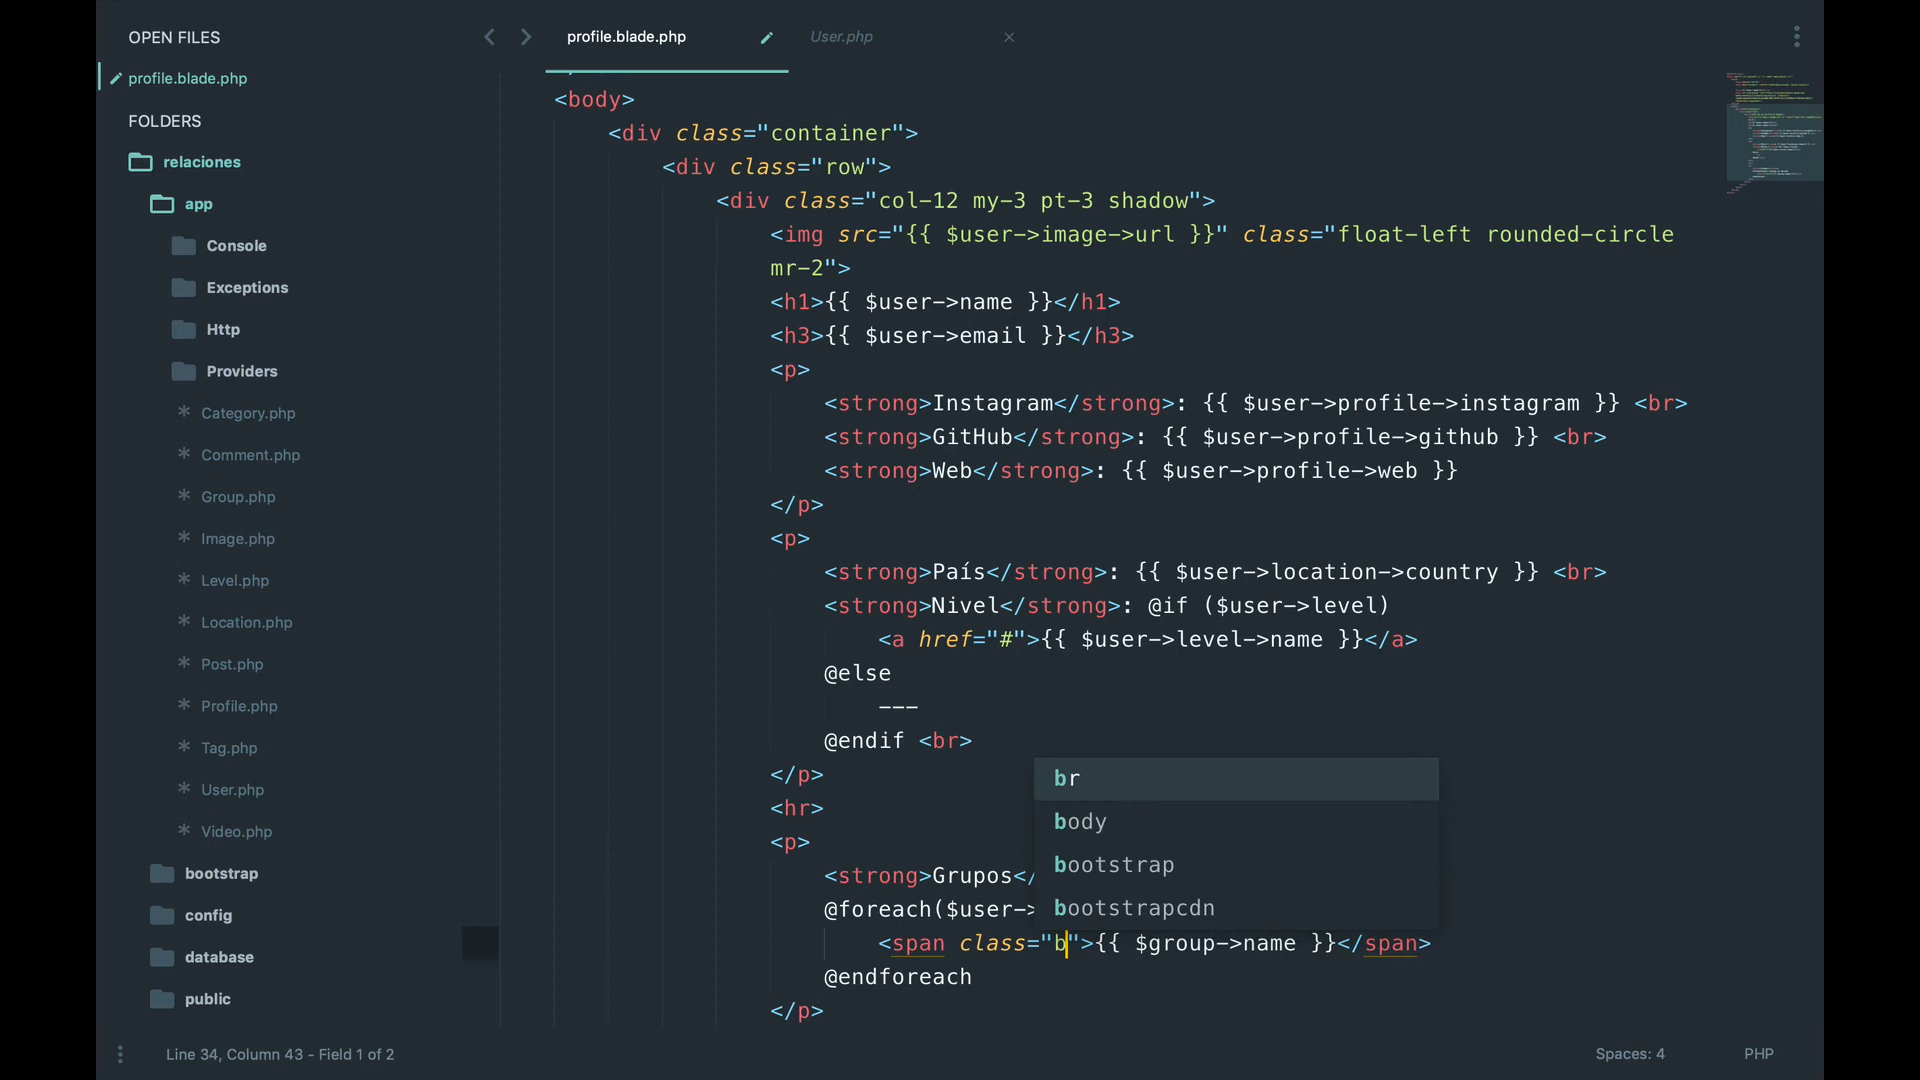 OPEN FILES
profile.blade.php
FOLDERS
relaciones
app
Console
Exceptions
Http
Providers
Category.php
Comment.php
Group.php
Image.php
Level.php
Location.php
Post.php
Profile.php
Tag.php
User.php
Video.php
bootstrap
config
database
public
profile.blade.php
User.php
<body>
<div class="container">
<div class="row">
<div class="col-12 my-3 pt-3 shadow">
<img src="{{ $user->image->url }}" class="float-left rounded-circle
mr-2">
<h1>{{ $user->name }}</h1>
<h3>{{ $user->email }}</h3>
<p>
<strong>Instagram</strong>: {{ $user->profile->instagram }} <br>
<strong>GitHub</strong>: {{ $user->profile->github }} <br>
<strong>Web</strong>: {{ $user->profile->web }}
</p>
<p>
<strong>País</strong>: {{ $user->location->country }} <br>
<strong>Nivel</strong>: @if ($user->level)
<a href="#">{{ $user->level->name }}</a>
@else
---
@endif <br>
</p>
<hr>
<p>
<strong>Grupos</
@foreach($user->
<span class="b">{{ $group->name }}</span>
@endforeach
</p>
br
body
bootstrap
bootstrapcdn
Line 34, Column 43 - Field 1 of 2
Spaces: 4
PHP